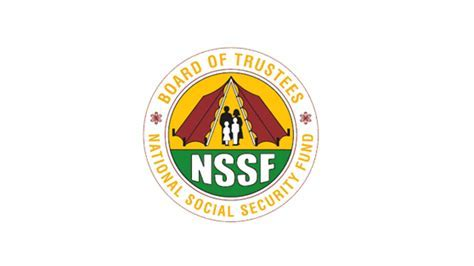 BOARD OF TRUSTEES
NSSF
NATIONAL SOCIAL SECURITY FUND